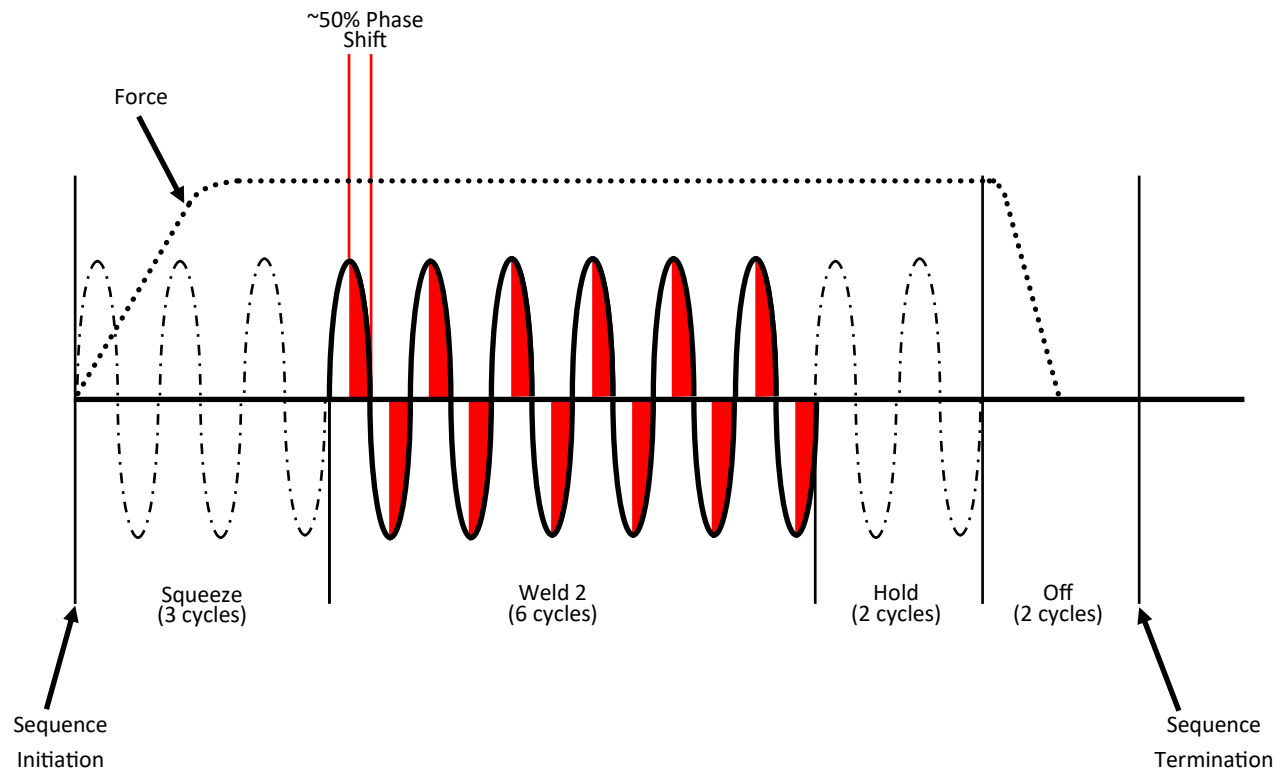 ~50% Phase
Shift
Force
Squeeze
(3 cycles)
Weld 2
(6 cycles)
Hold
(2 cycles)
Off
(2 cycles)
Sequence
Initiation
Sequence
Termination